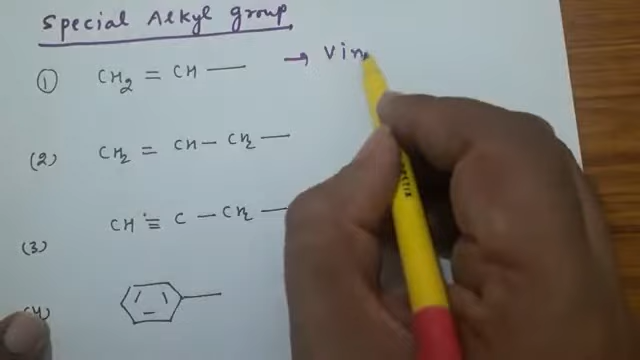 Special Alkyl group
① CH₂ = CH — → Vin
(2) CH₂ = CH — CH₂ —
(3) CH ≡ C — CH₂ —
(4)